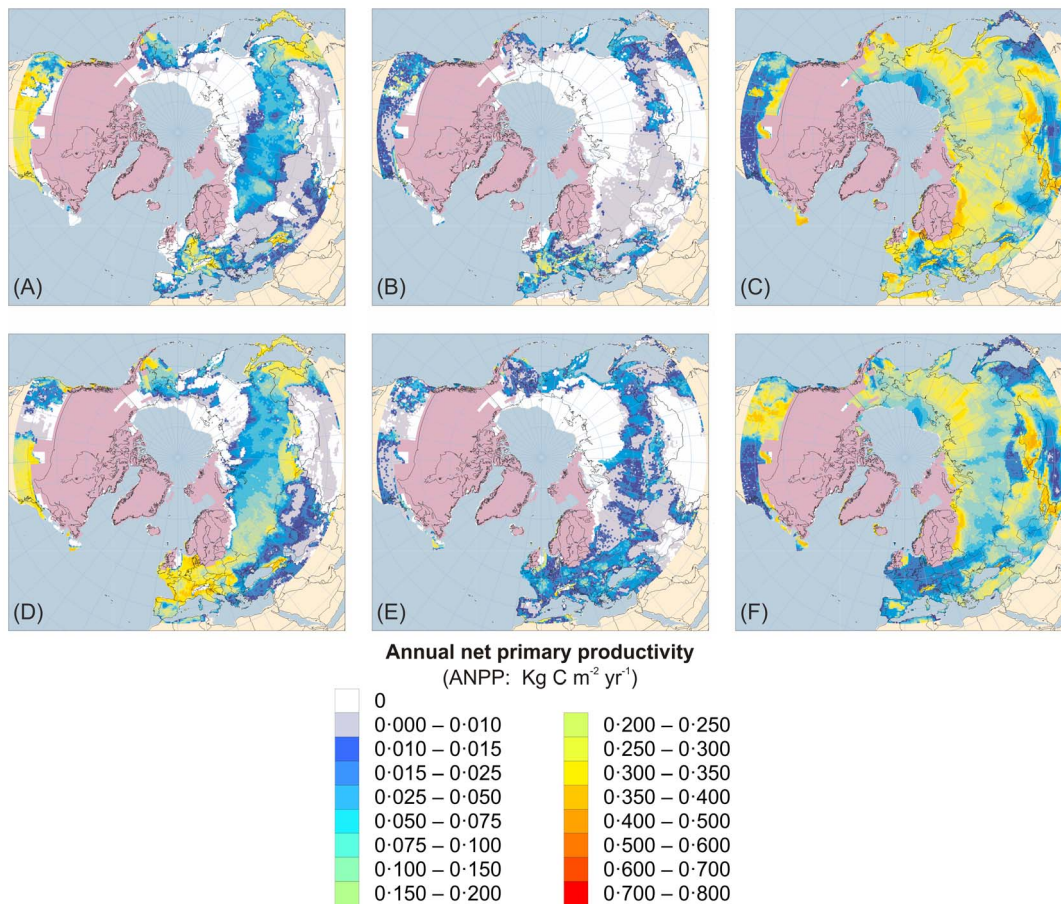 (A)
(B)
(C)
(D)
(E)
(F)
Annual net primary productivity
(ANPP: Kg C m⁻² yr⁻¹)
0
0·000 – 0·010
0·010 – 0·015
0·015 – 0·025
0·025 – 0·050
0·050 – 0·075
0·075 – 0·100
0·100 – 0·150
0·150 – 0·200
0·200 – 0·250
0·250 – 0·300
0·300 – 0·350
0·350 – 0·400
0·400 – 0·500
0·500 – 0·600
0·600 – 0·700
0·700 – 0·800